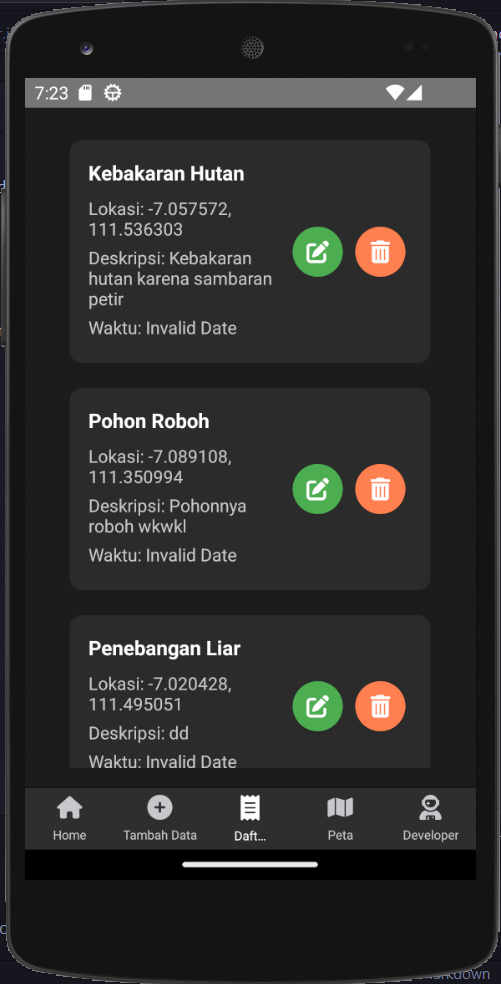 7:23
Kebakaran Hutan
Lokasi: -7.057572,
111.536303
Deskripsi: Kebakaran
hutan karena sambaran
petir
Waktu: Invalid Date
Pohon Roboh
Lokasi: -7.089108,
111.350994
Deskripsi: Pohonnya
roboh wkwkl
Waktu: Invalid Date
Penebangan Liar
Lokasi: -7.020428,
111.495051
Deskripsi: dd
Waktu: Invalid Date
Home
Tambah Data
Daft...
Peta
Developer